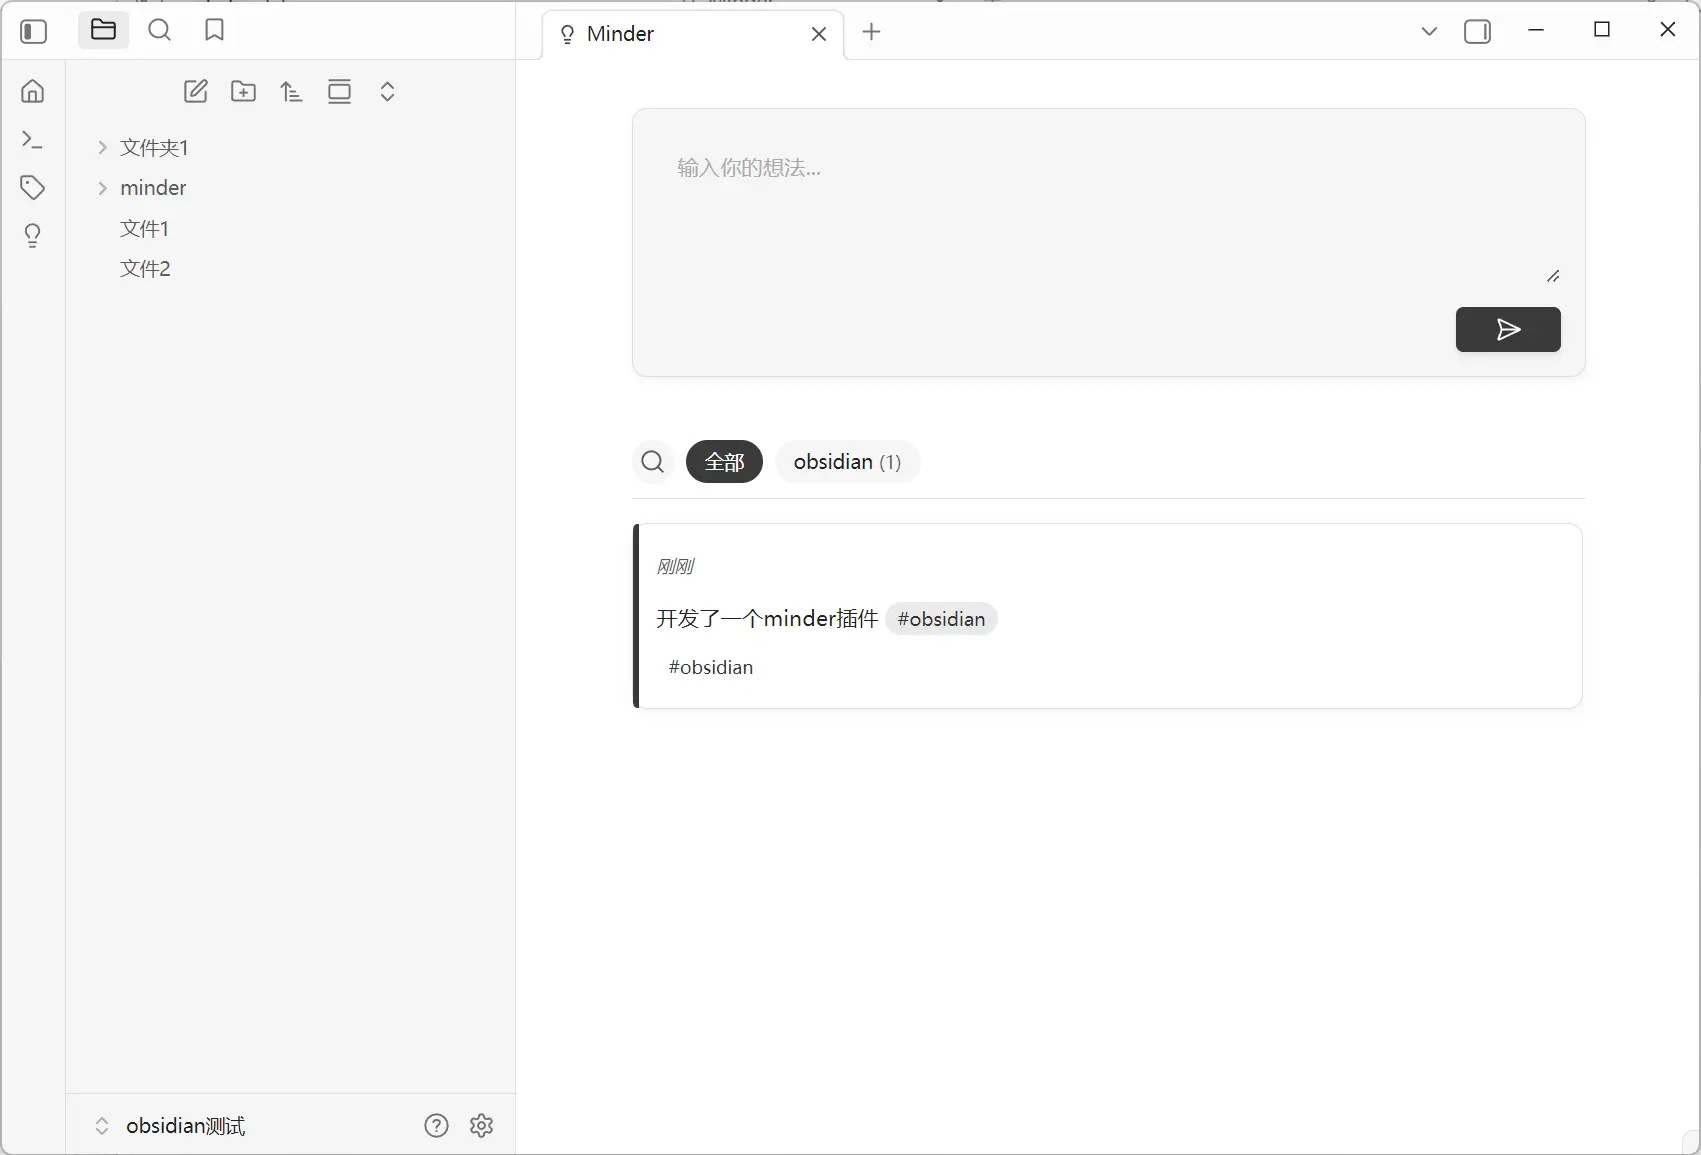 Minder
文件夹1
minder
文件1
文件2
输入你的想法...
全部
obsidian (1)
刚刚
开发了一个minder插件 #obsidian
#obsidian
obsidian测试